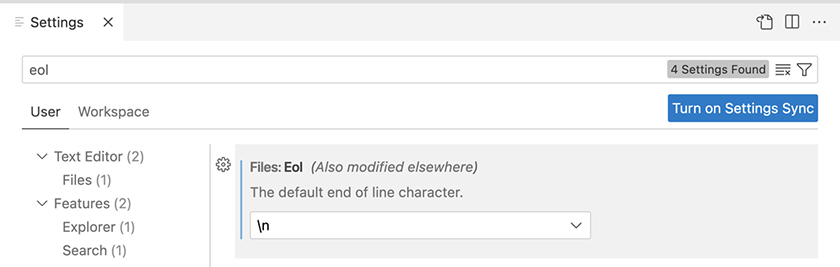 Settings
eol
4 Settings Found
User Workspace
Turn on Settings Sync
Text Editor (2)
Files (1)
Features (2)
Explorer (1)
Search (1)
Files: Eol (Also modified elsewhere)
The default end of line character.
\n